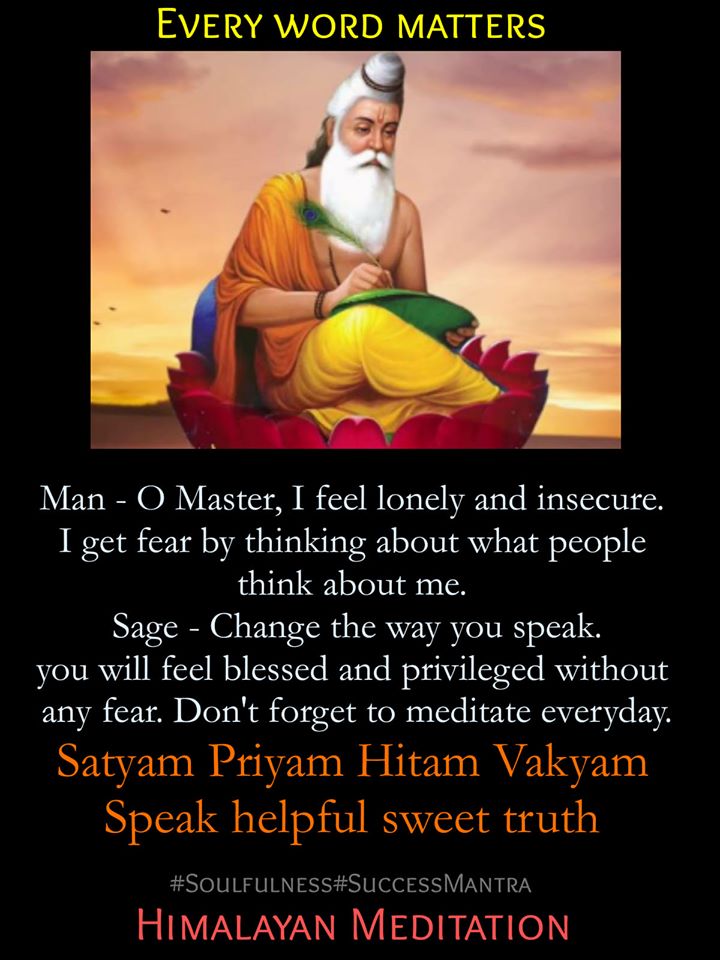 Every word matters
Man - O Master, I feel lonely and insecure.
I get fear by thinking about what people
think about me.
Sage - Change the way you speak.
you will feel blessed and privileged without
any fear. Don't forget to meditate everyday.
Satyam Priyam Hitam Vakyam
Speak helpful sweet truth
#Soulfulness#SuccessMantra
Himalayan Meditation